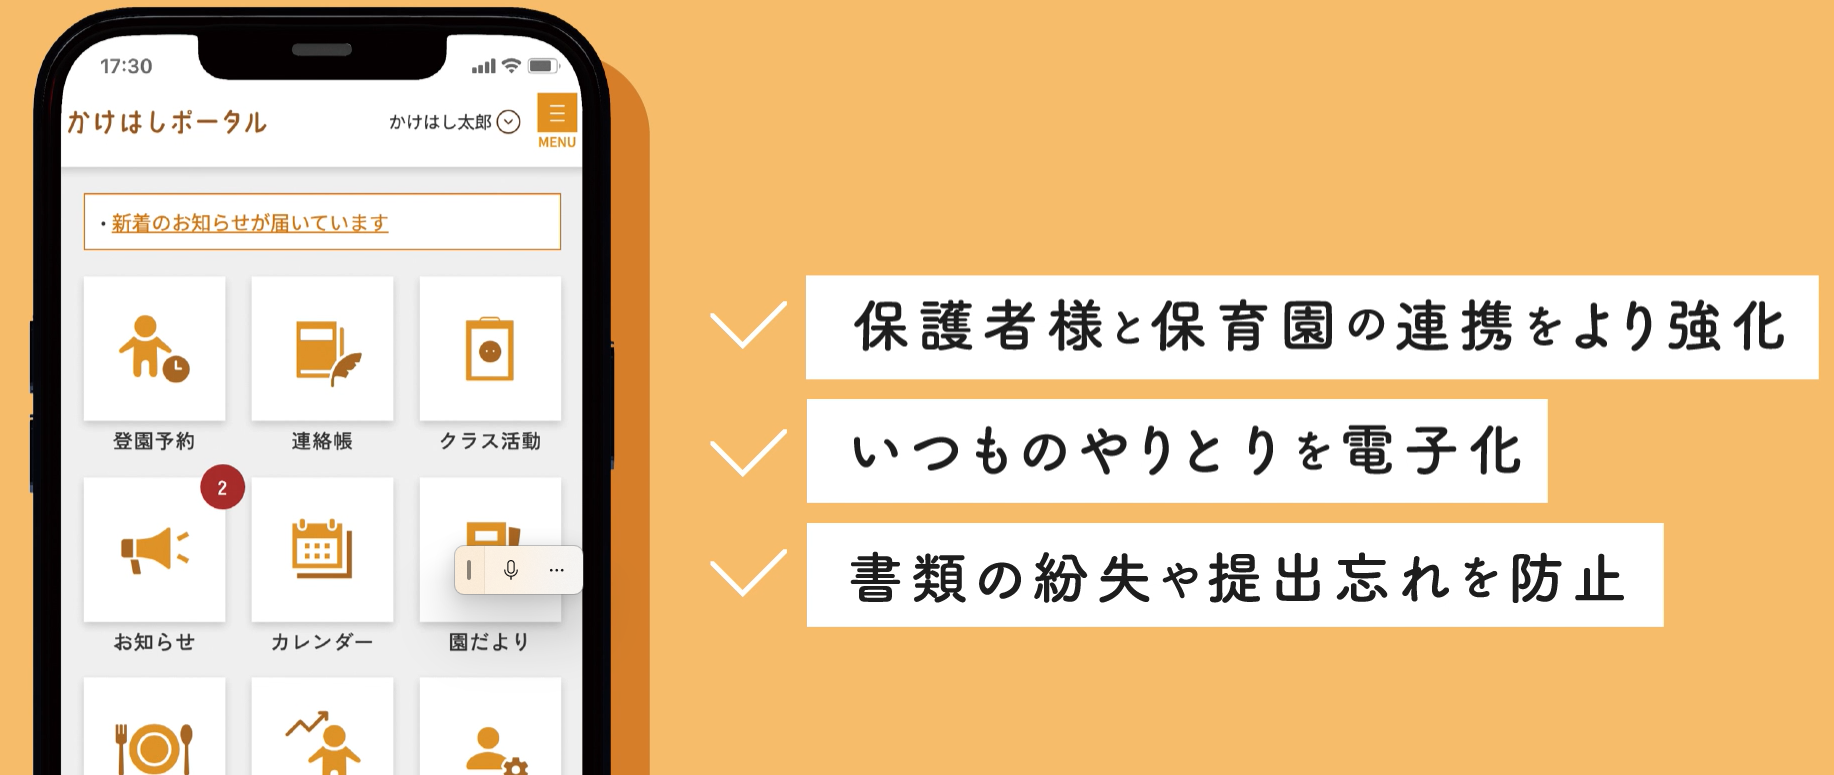 17:30
かけはしポータル
かけはし太郎
MENU
・新着のお知らせが届いています
登園予約
連絡帳
クラス活動
2
お知らせ
カレンダー
園だより
保護者様と保育園の連携をより強化
いつものやりとりを電子化
書類の紛失や提出忘れを防止